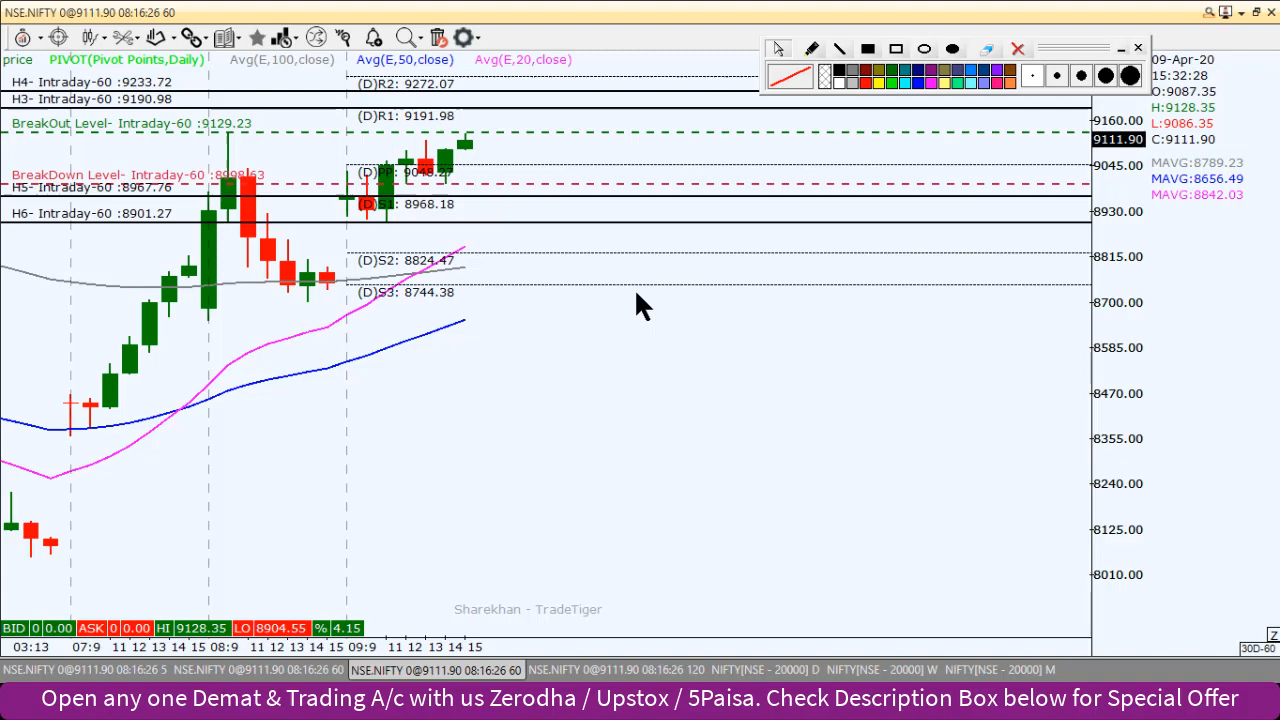 NSE.NIFTY 0@9111.90 08:16:26 60
price PIVOT(Pivot Points,Daily) Avg(E,100,close) Avg(E,50,close) Avg(E,20,close)
09-Apr-20
15:32:28
O:9087.35
H:9128.35
L:9086.35
C:9111.90
MAVG:8789.23
MAVG:8656.49
MAVG:8842.03
H4- Intraday-60 :9233.72
H3- Intraday-60 :9190.98
BreakOut Level- Intraday-60 :9129.23
BreakDown Level- Intraday-60 :8998.63
H5- Intraday-60 :8967.76
H6- Intraday-60 :8901.27
(D)R2: 9272.07
(D)R1: 9191.98
(D)PP: 9048.27
(D)S1: 8968.18
(D)S2: 8824.47
(D)S3: 8744.38
9160.00
9111.90
9045.00
8930.00
8815.00
8700.00
8585.00
8470.00
8355.00
8240.00
8125.00
8010.00
Sharekhan - TradeTiger
BID 0 0.00 ASK 0 0.00 HI 9128.35 LO 8904.55 % 4.15
Z
03:13 07:9 11 12 13 14 15 08:9 11 12 13 14 15 09:9 11 12 13 14 15
30D-60
NSE.NIFTY 0@9111.90 08:16:26 5 NSE.NIFTY 0@9111.90 08:16:26 60 NSE.NIFTY 0@9111.90 08:16:26 60 NSE.NIFTY 0@9111.90 08:16:26 120 NIFTY[NSE - 20000] D NIFTY[NSE - 20000] W NIFTY[NSE - 20000] M
Open any one Demat & Trading A/c with us Zerodha / Upstox / 5Paisa. Check Description Box below for Special Offer